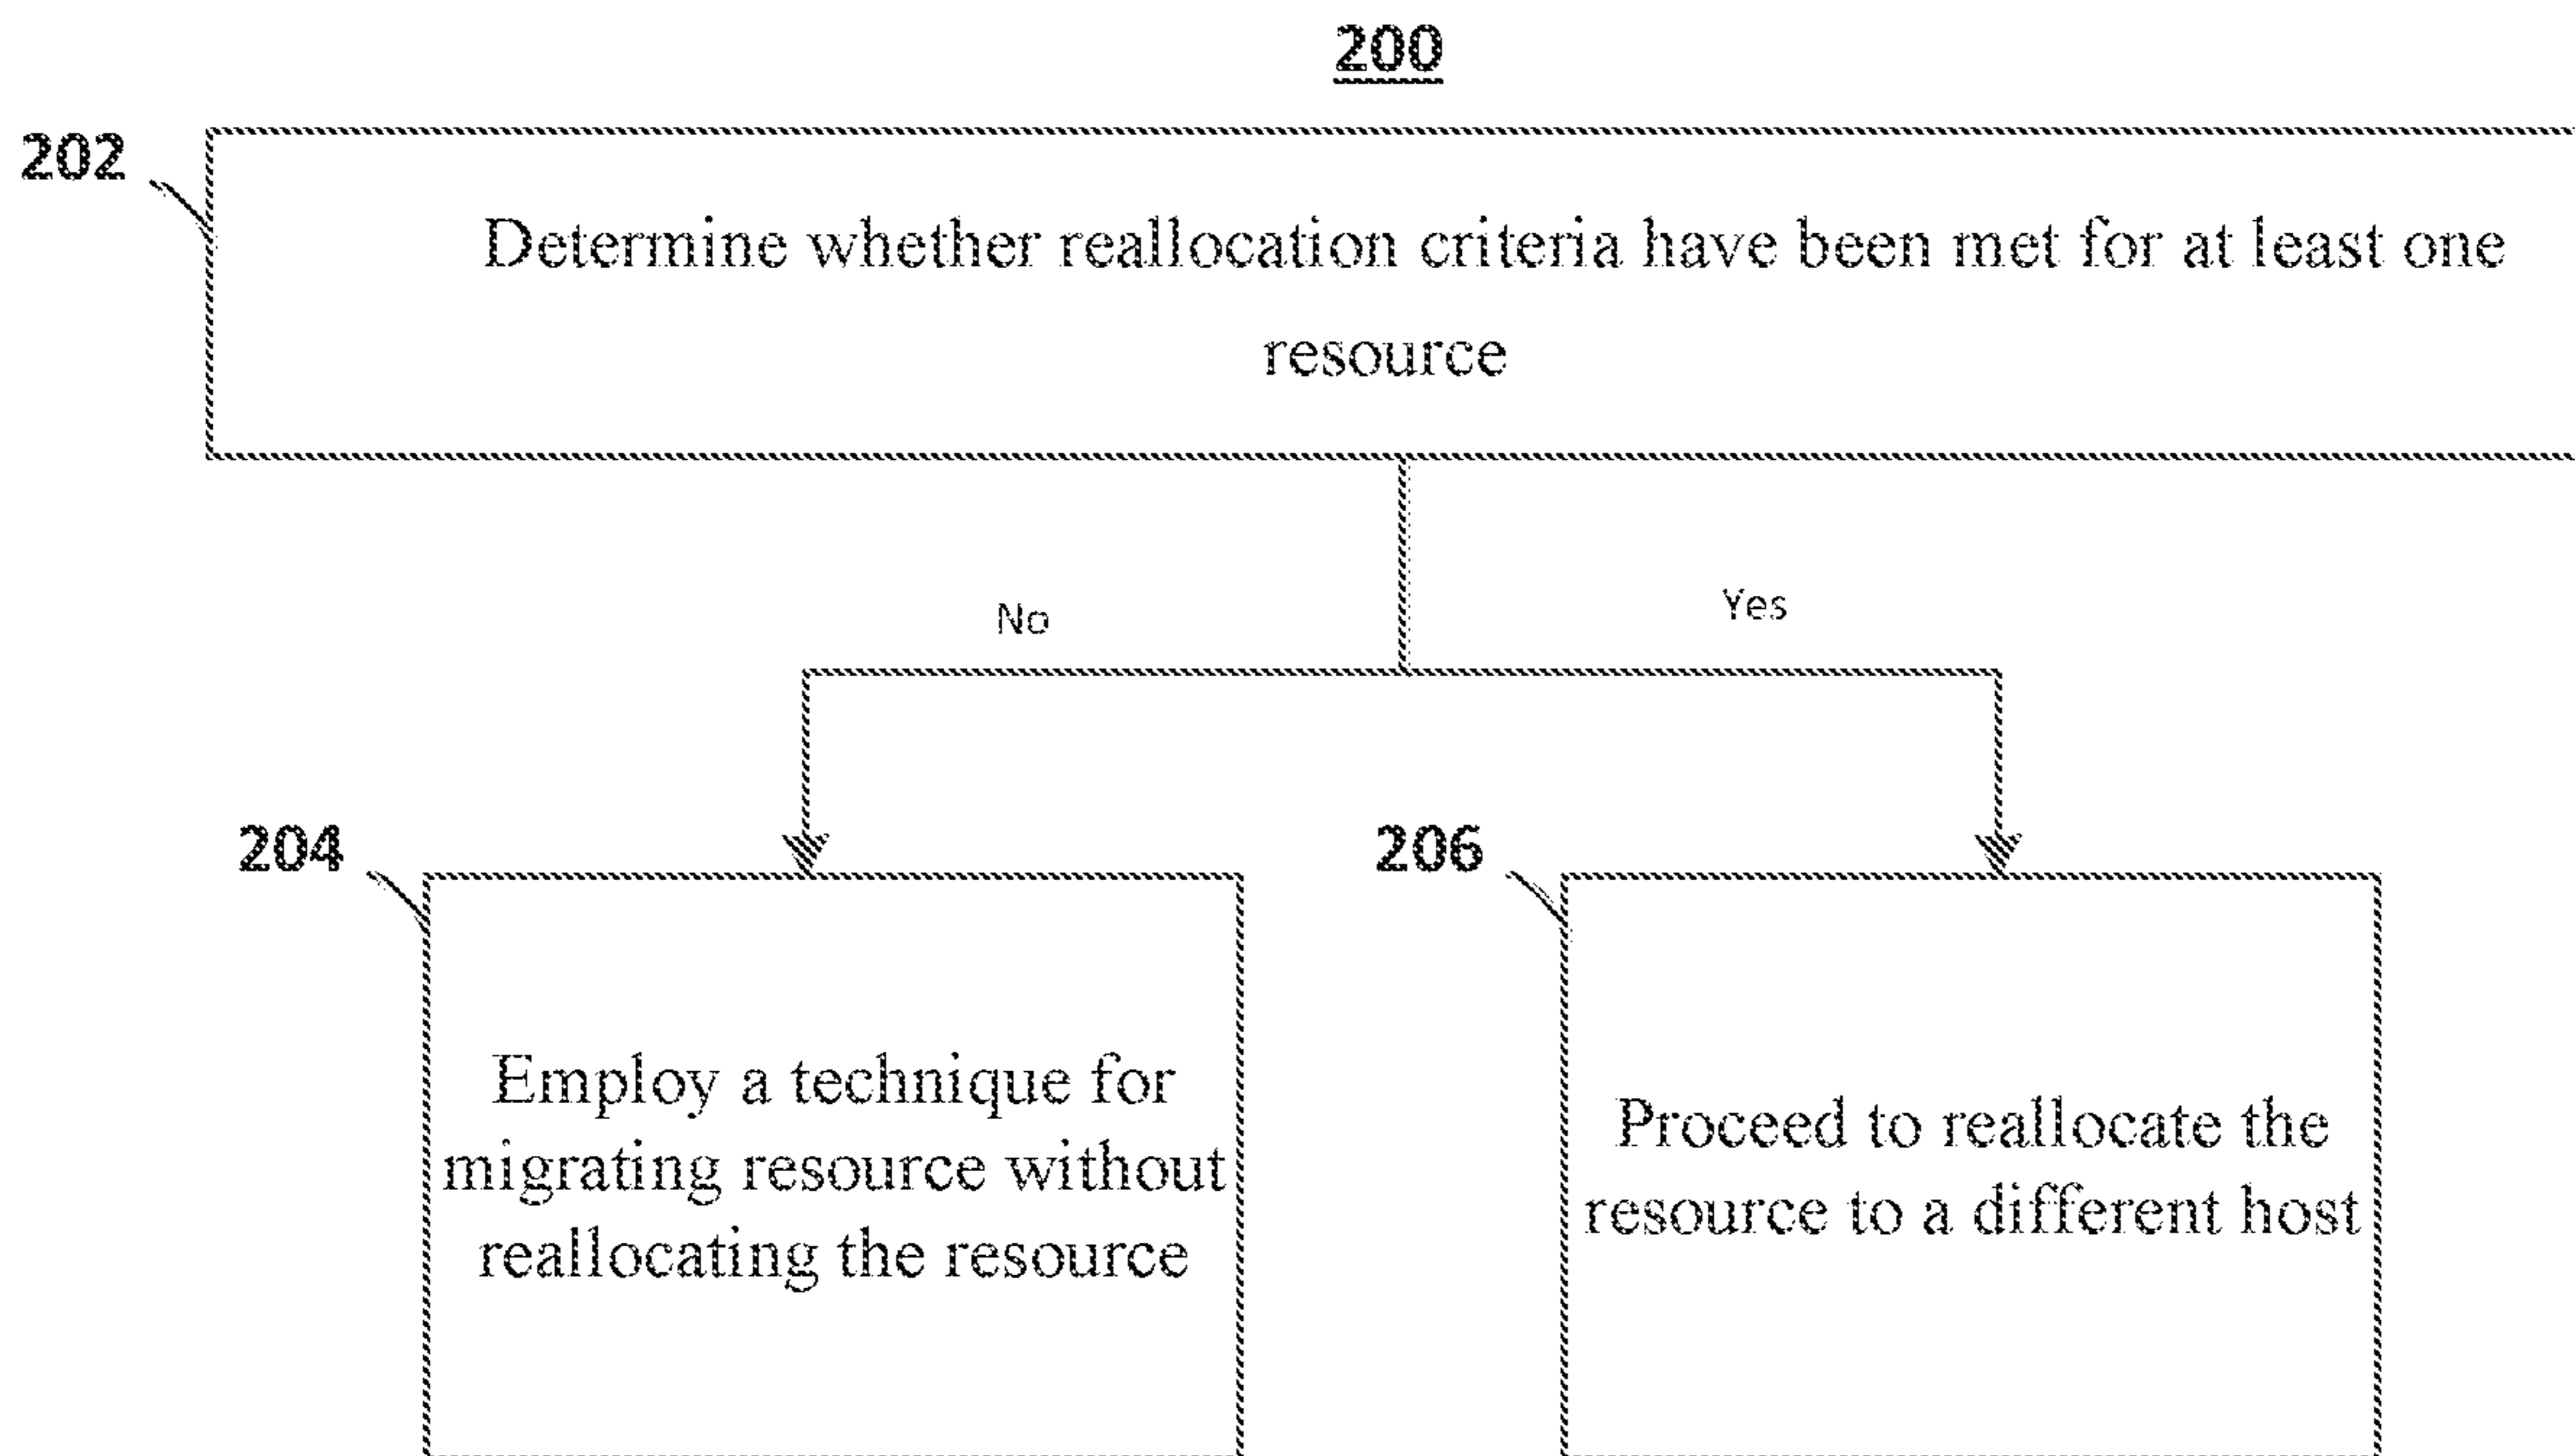 200
202
Determine whether reallocation criteria have been met for at least one
resource
No
Yes
204
Employ a technique for
migrating resource without
reallocating the resource
206
Proceed to reallocate the
resource to a different host